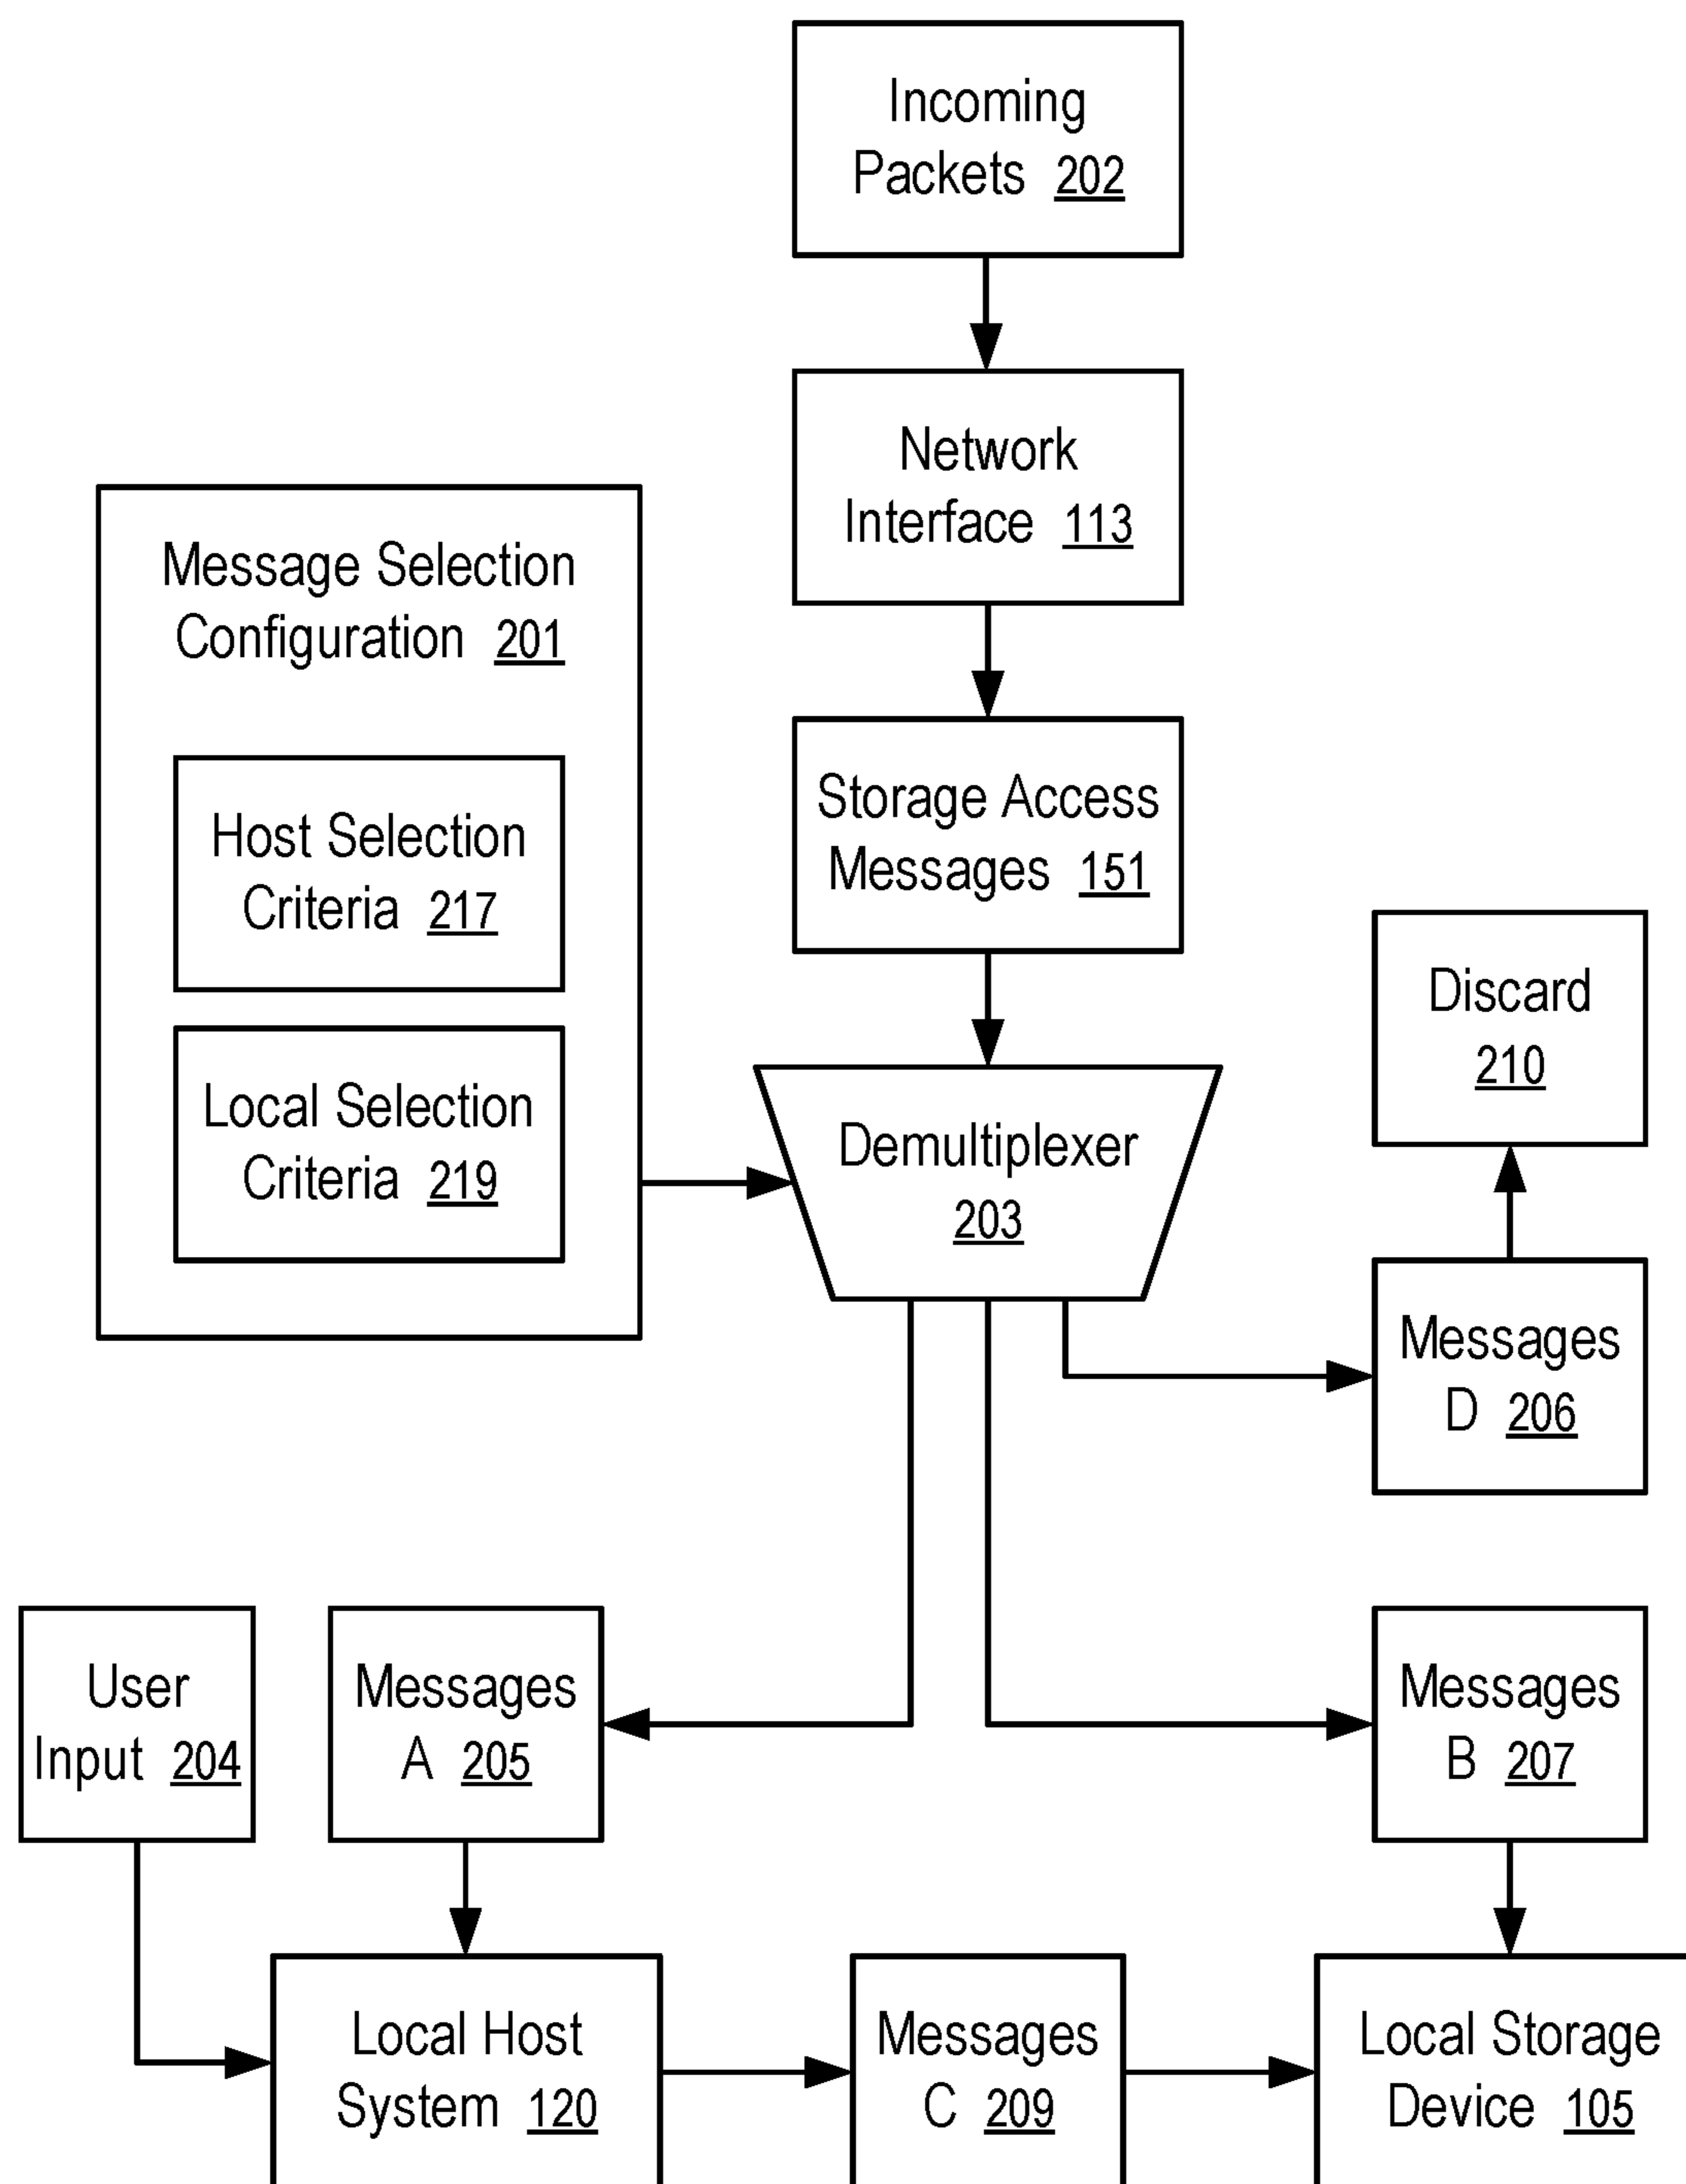 Incoming
Packets 202
Network
Interface 113
Message Selection
Configuration 201
Host Selection
Criteria 217
Local Selection
Criteria 219
Storage Access
Messages 151
Demultiplexer
203
Discard
210
Messages
D 206
User
Input 204
Messages
A 205
Messages
B 207
Local Host
System 120
Messages
C 209
Local Storage
Device 105